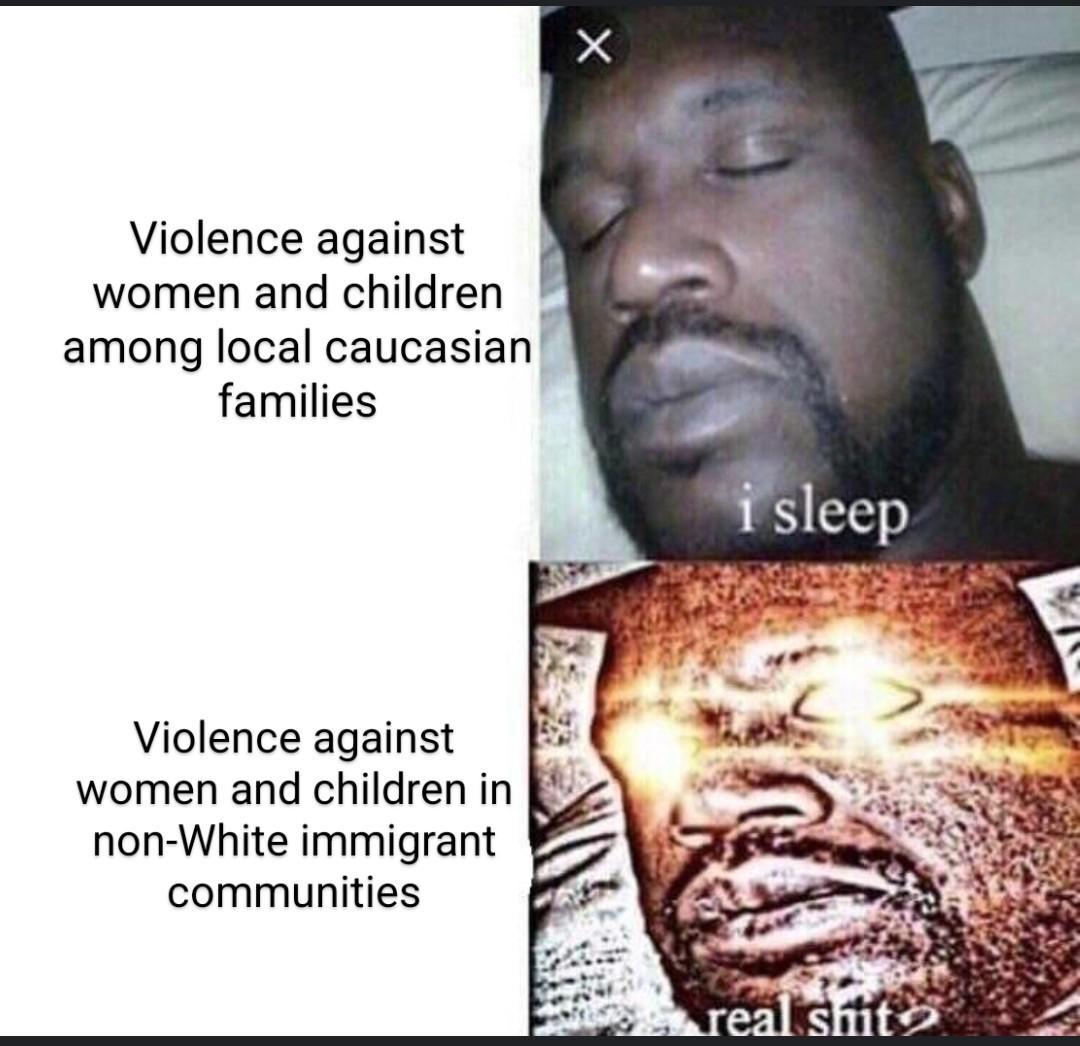 Violence against
women and children
among local caucasian
families
i sleep
Violence against
women and children in
non-White immigrant
communities
real shit?